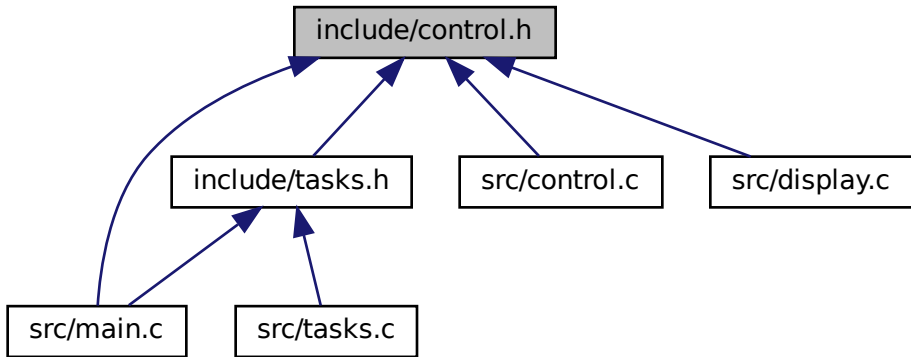 include/control.h
include/tasks.h
src/control.c
src/display.c
src/main.c
src/tasks.c